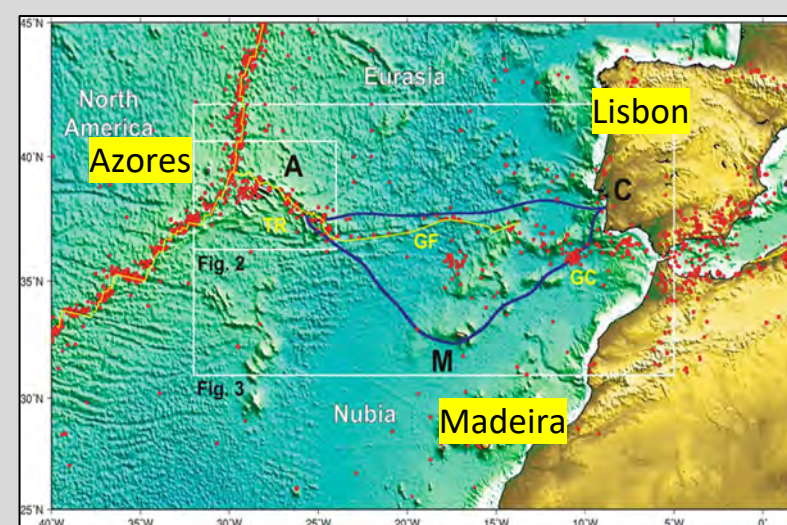 45°N
Eurasia
North
America
Lisbon
Azores
40°N
A
C
TR
GF
Fig. 2
GC
35°N
M
Fig. 3
30°N
Nubia
Madeira
25°N
40°W
35°W
30°W
25°W
20°W
15°W
10°W
5°W
0°